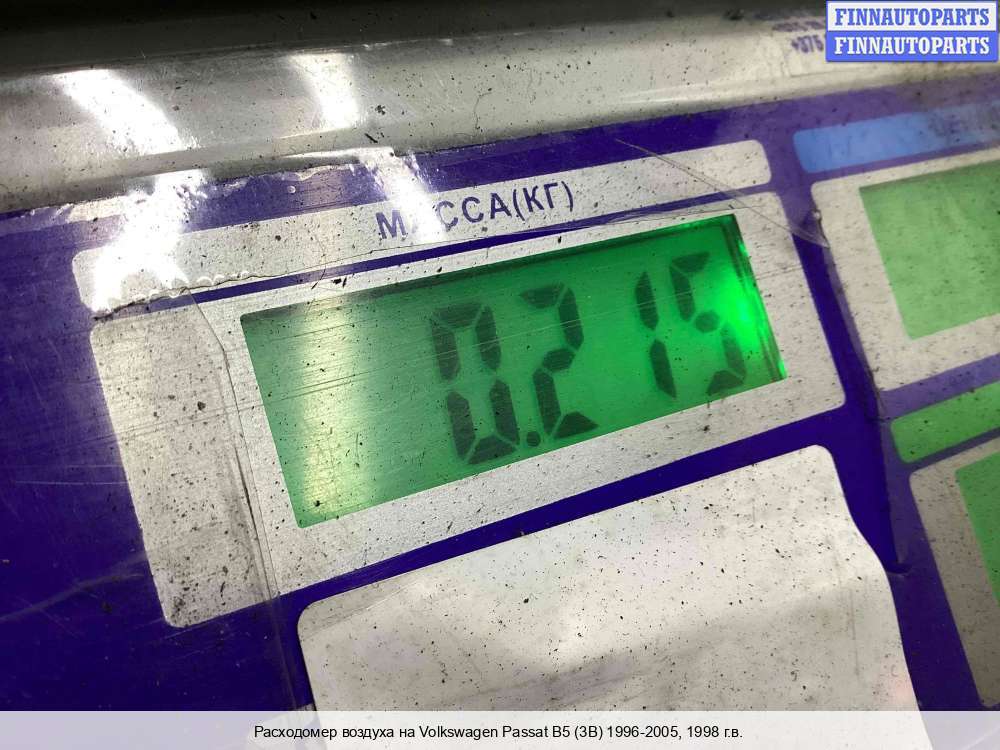 FINNAUTOPARTS
FINNAUTOPARTS
МАССА(КГ)
0.215
Расходомер воздуха на Volkswagen Passat B5 (3B) 1996-2005, 1998 г.в.